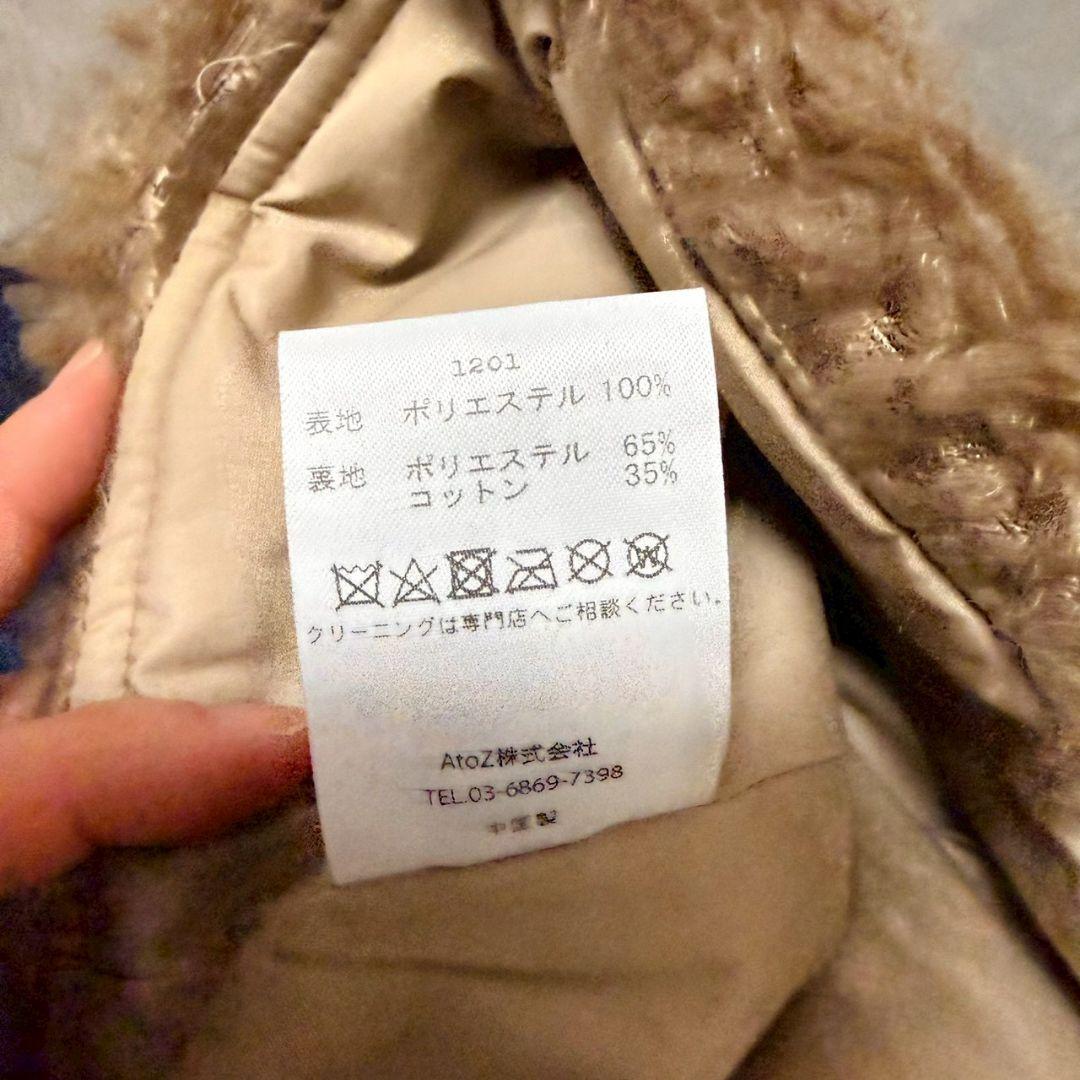 1201
表地 ポリエステル 100%
裏地 ポリエステル 65%
コットン 35%
クリーニングは専門店へご相談ください。
AtoZ株式会社
TEL.03-6869-7398
中国製